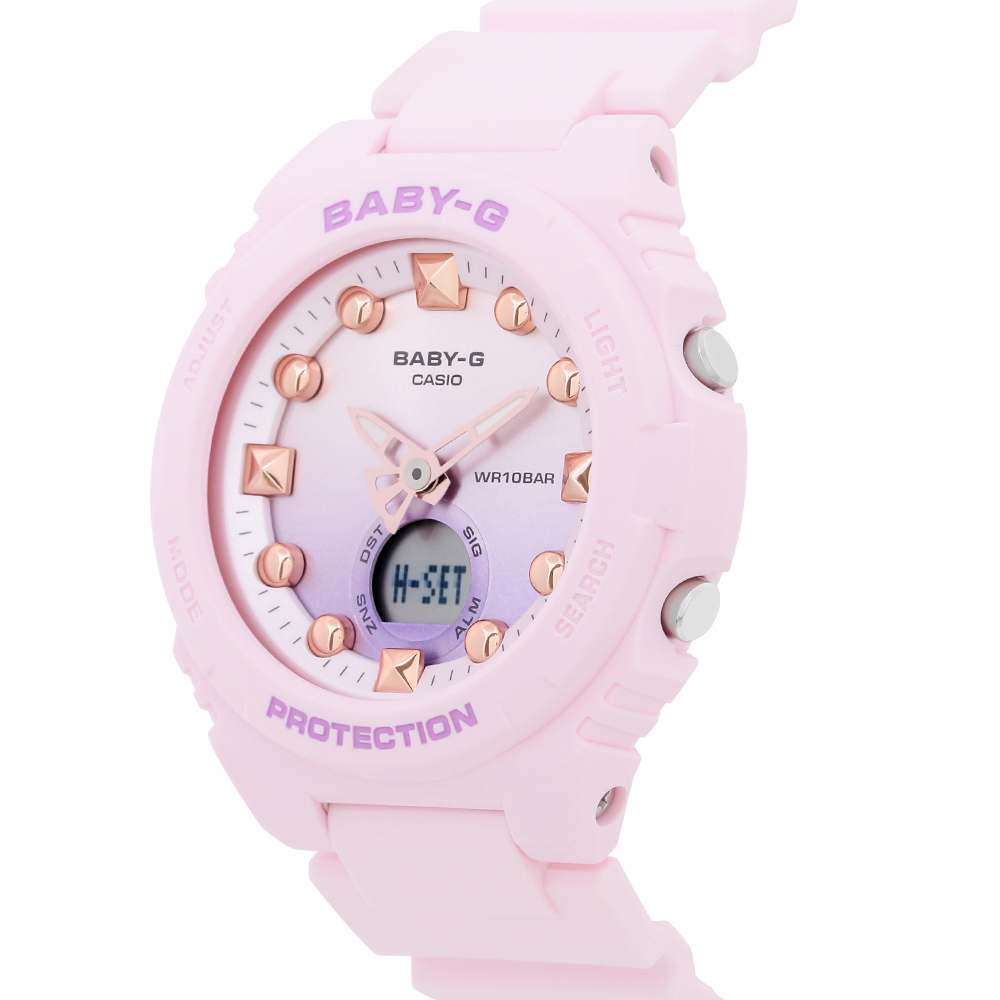 BABY-G
ADJUST
LIGHT
BABY-G
CASIO
WR10BAR
DST
SIG
H-SET
SNZ
ALM
MODE
SEARCH
PROTECTION